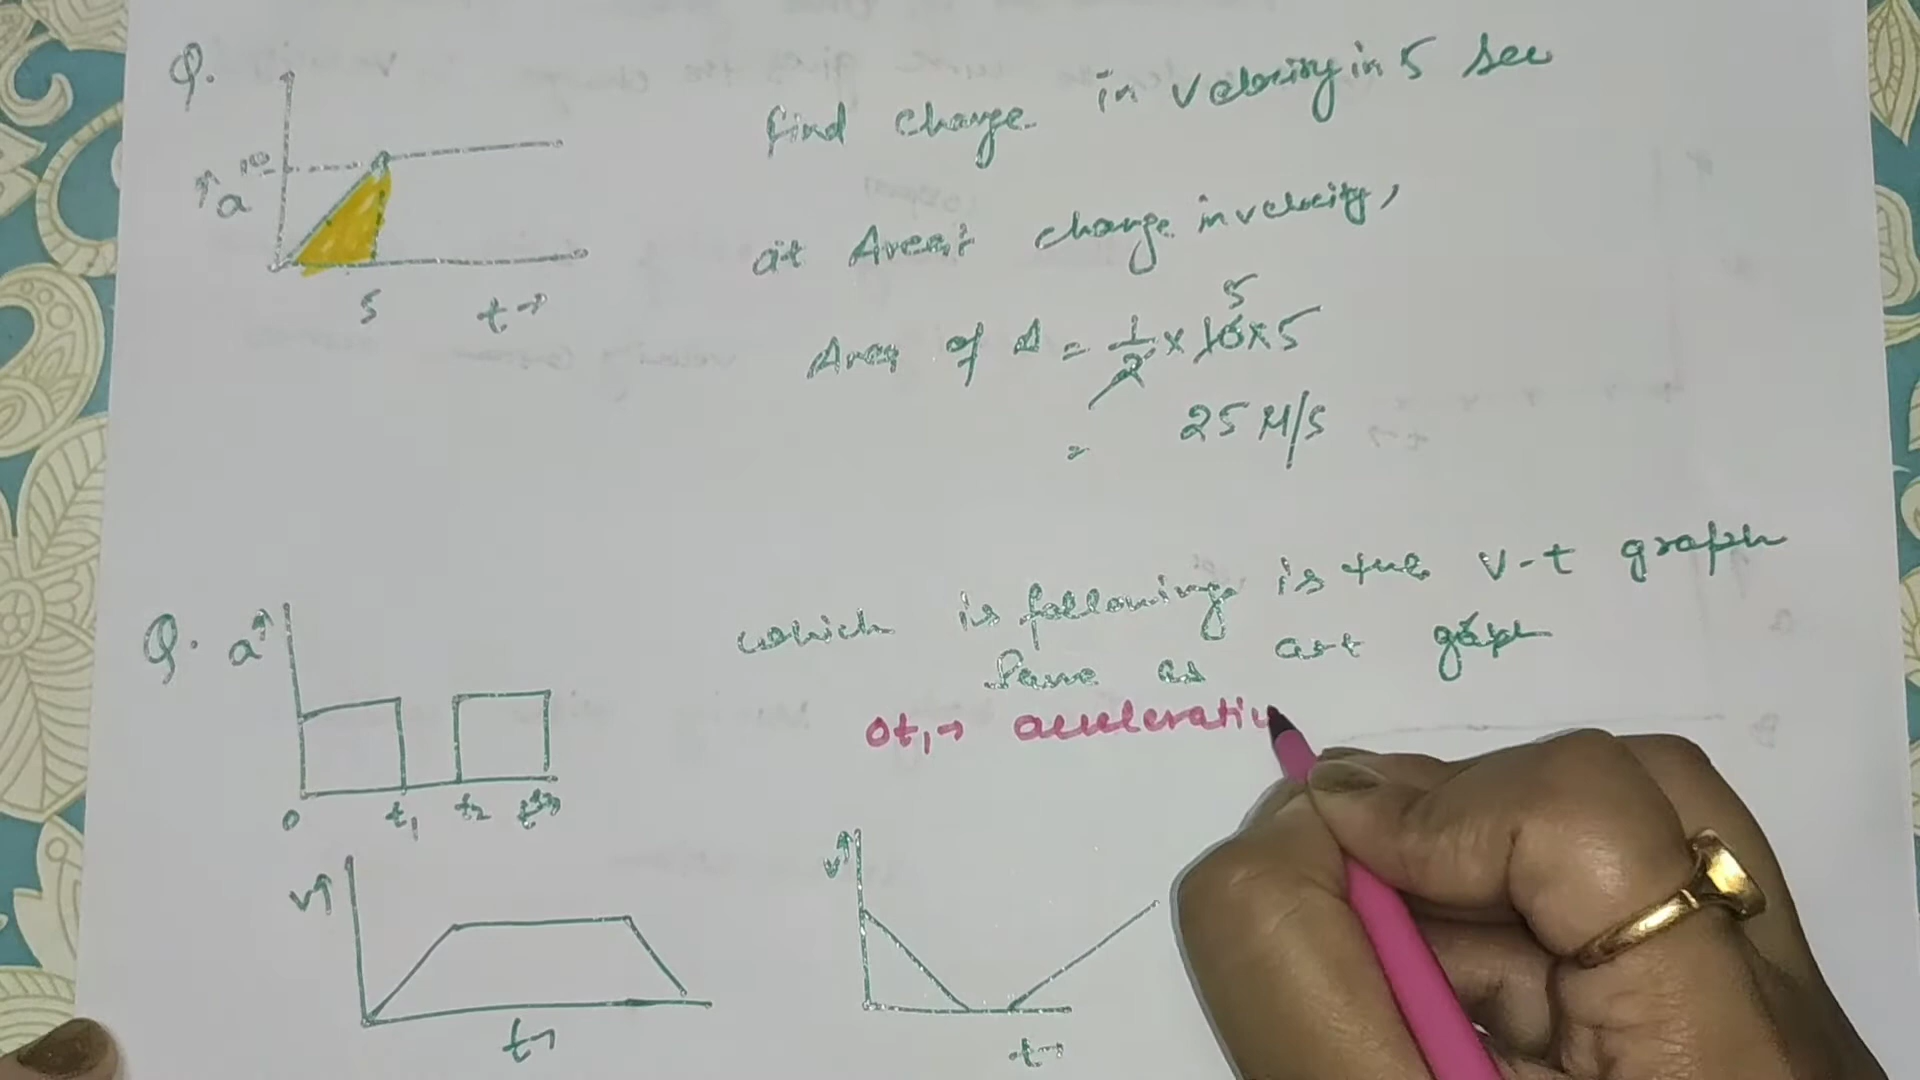 Q.
find change in velocity in 5 sec
10
↑a
5 t→
at Area: change in velocity,
5
Area of Δ = 1/2 × 10 × 5
= 25 M/S
Q. a↑
which is following is the v-t graph
Same as a-t graph
0t₁→ acceleratio
0 t₁ t₂ t3
v↑
t→
v↑
t→